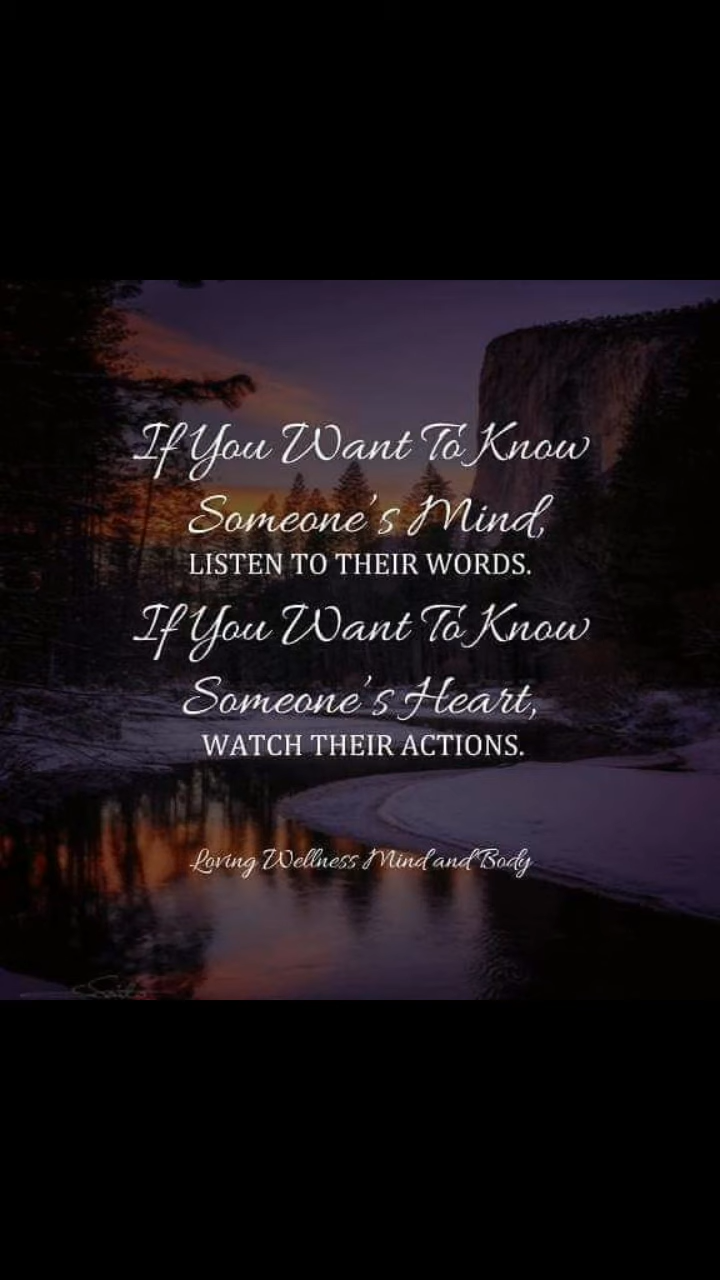 If You Want To Know
Someone's Mind,
LISTEN TO THEIR WORDS.
If You Want To Know
Someone's Heart,
WATCH THEIR ACTIONS.
Loving Wellness Mind and Body